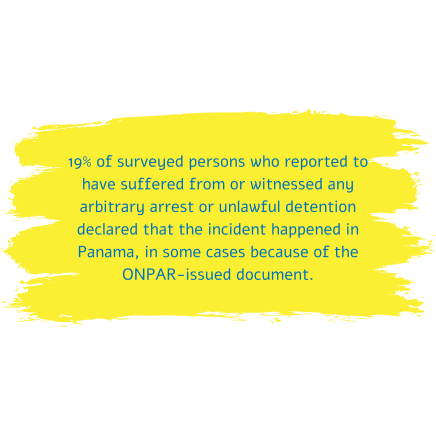 19% of surveyed persons who reported to
have suffered from or witnessed any
arbitrary arrest or unlawful detention
declared that the incident happened in
Panama, in some cases because of the
ONPAR-issued document.